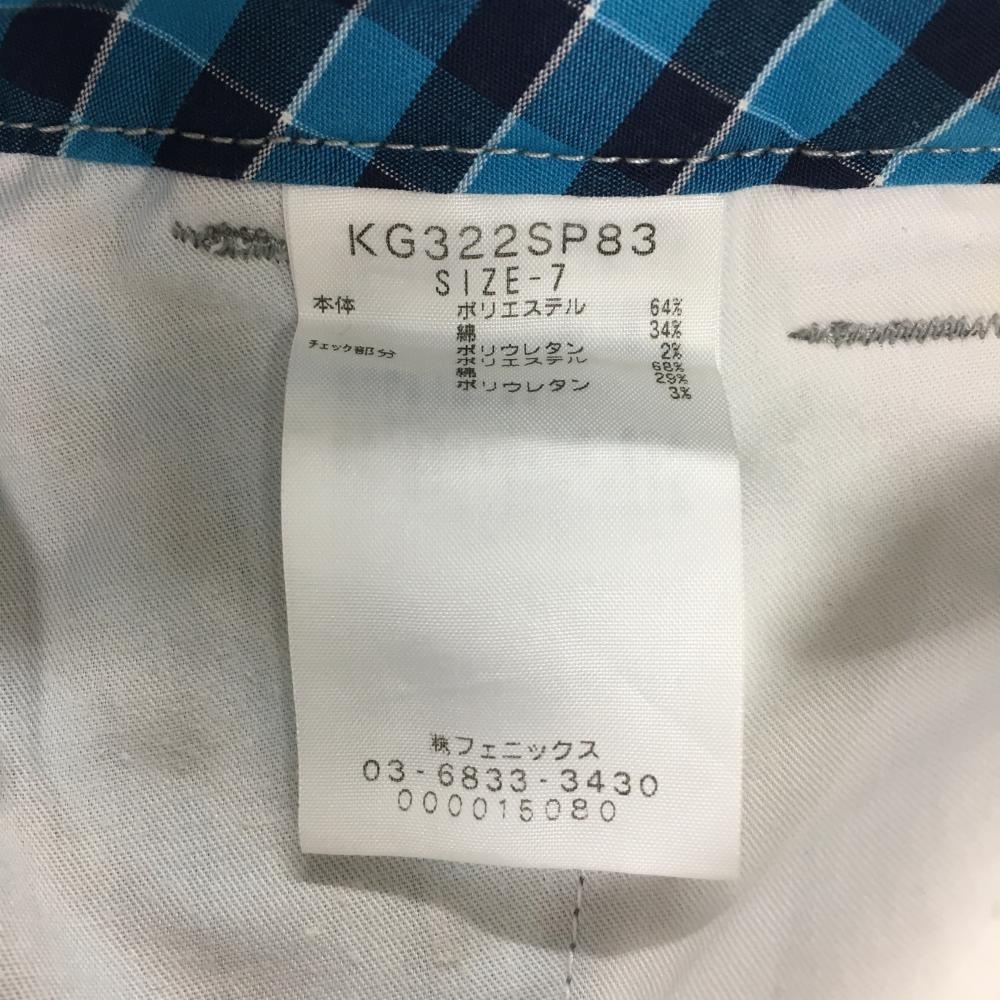 KG322SP83
SIZE-7
本体 ポリエステル 64%
綿 34%
ポリウレタン 2%
チェック部分 ポリエステル 68%
綿 29%
ポリウレタン 3%
㈱フェニックス
03-6833-3430
000015080